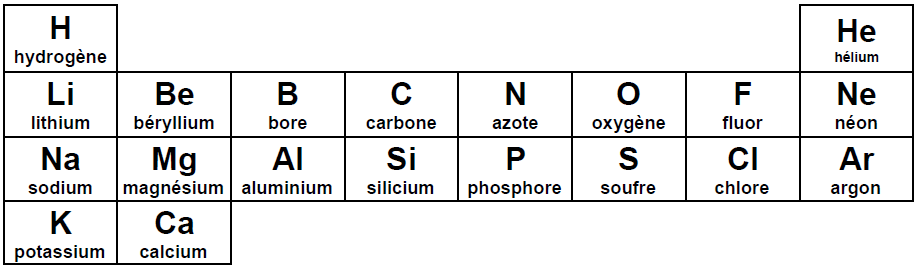 H He
hydrogène hélium
Li Be B C N O F Ne
lithium béryllium bore carbone azote oxygène fluor néon
Na Mg Al Si P S Cl Ar
sodium magnésium aluminium silicium phosphore soufre chlore argon
K Ca
potassium calcium